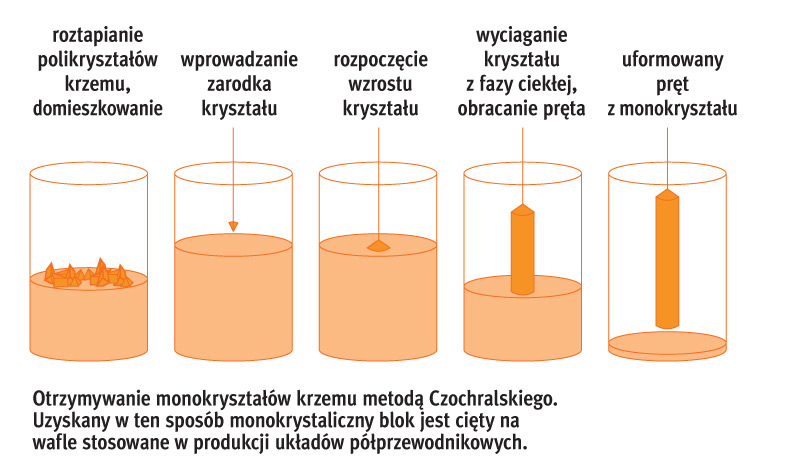 roztapianie
polikryształów
krzemu,
domieszkowanie
wprowadzanie
zarodka
kryształu
rozpoczęcie
wzrostu
kryształu
wyciaganie
kryształu
z fazy ciekłej,
obracanie pręta
uformowany
pręt
z monokryształu
Otrzymywanie monokryształów krzemu metodą Czochralskiego.
Uzyskany w ten sposób monokrystaliczny blok jest cięty na
wafle stosowane w produkcji układów półprzewodnikowych.